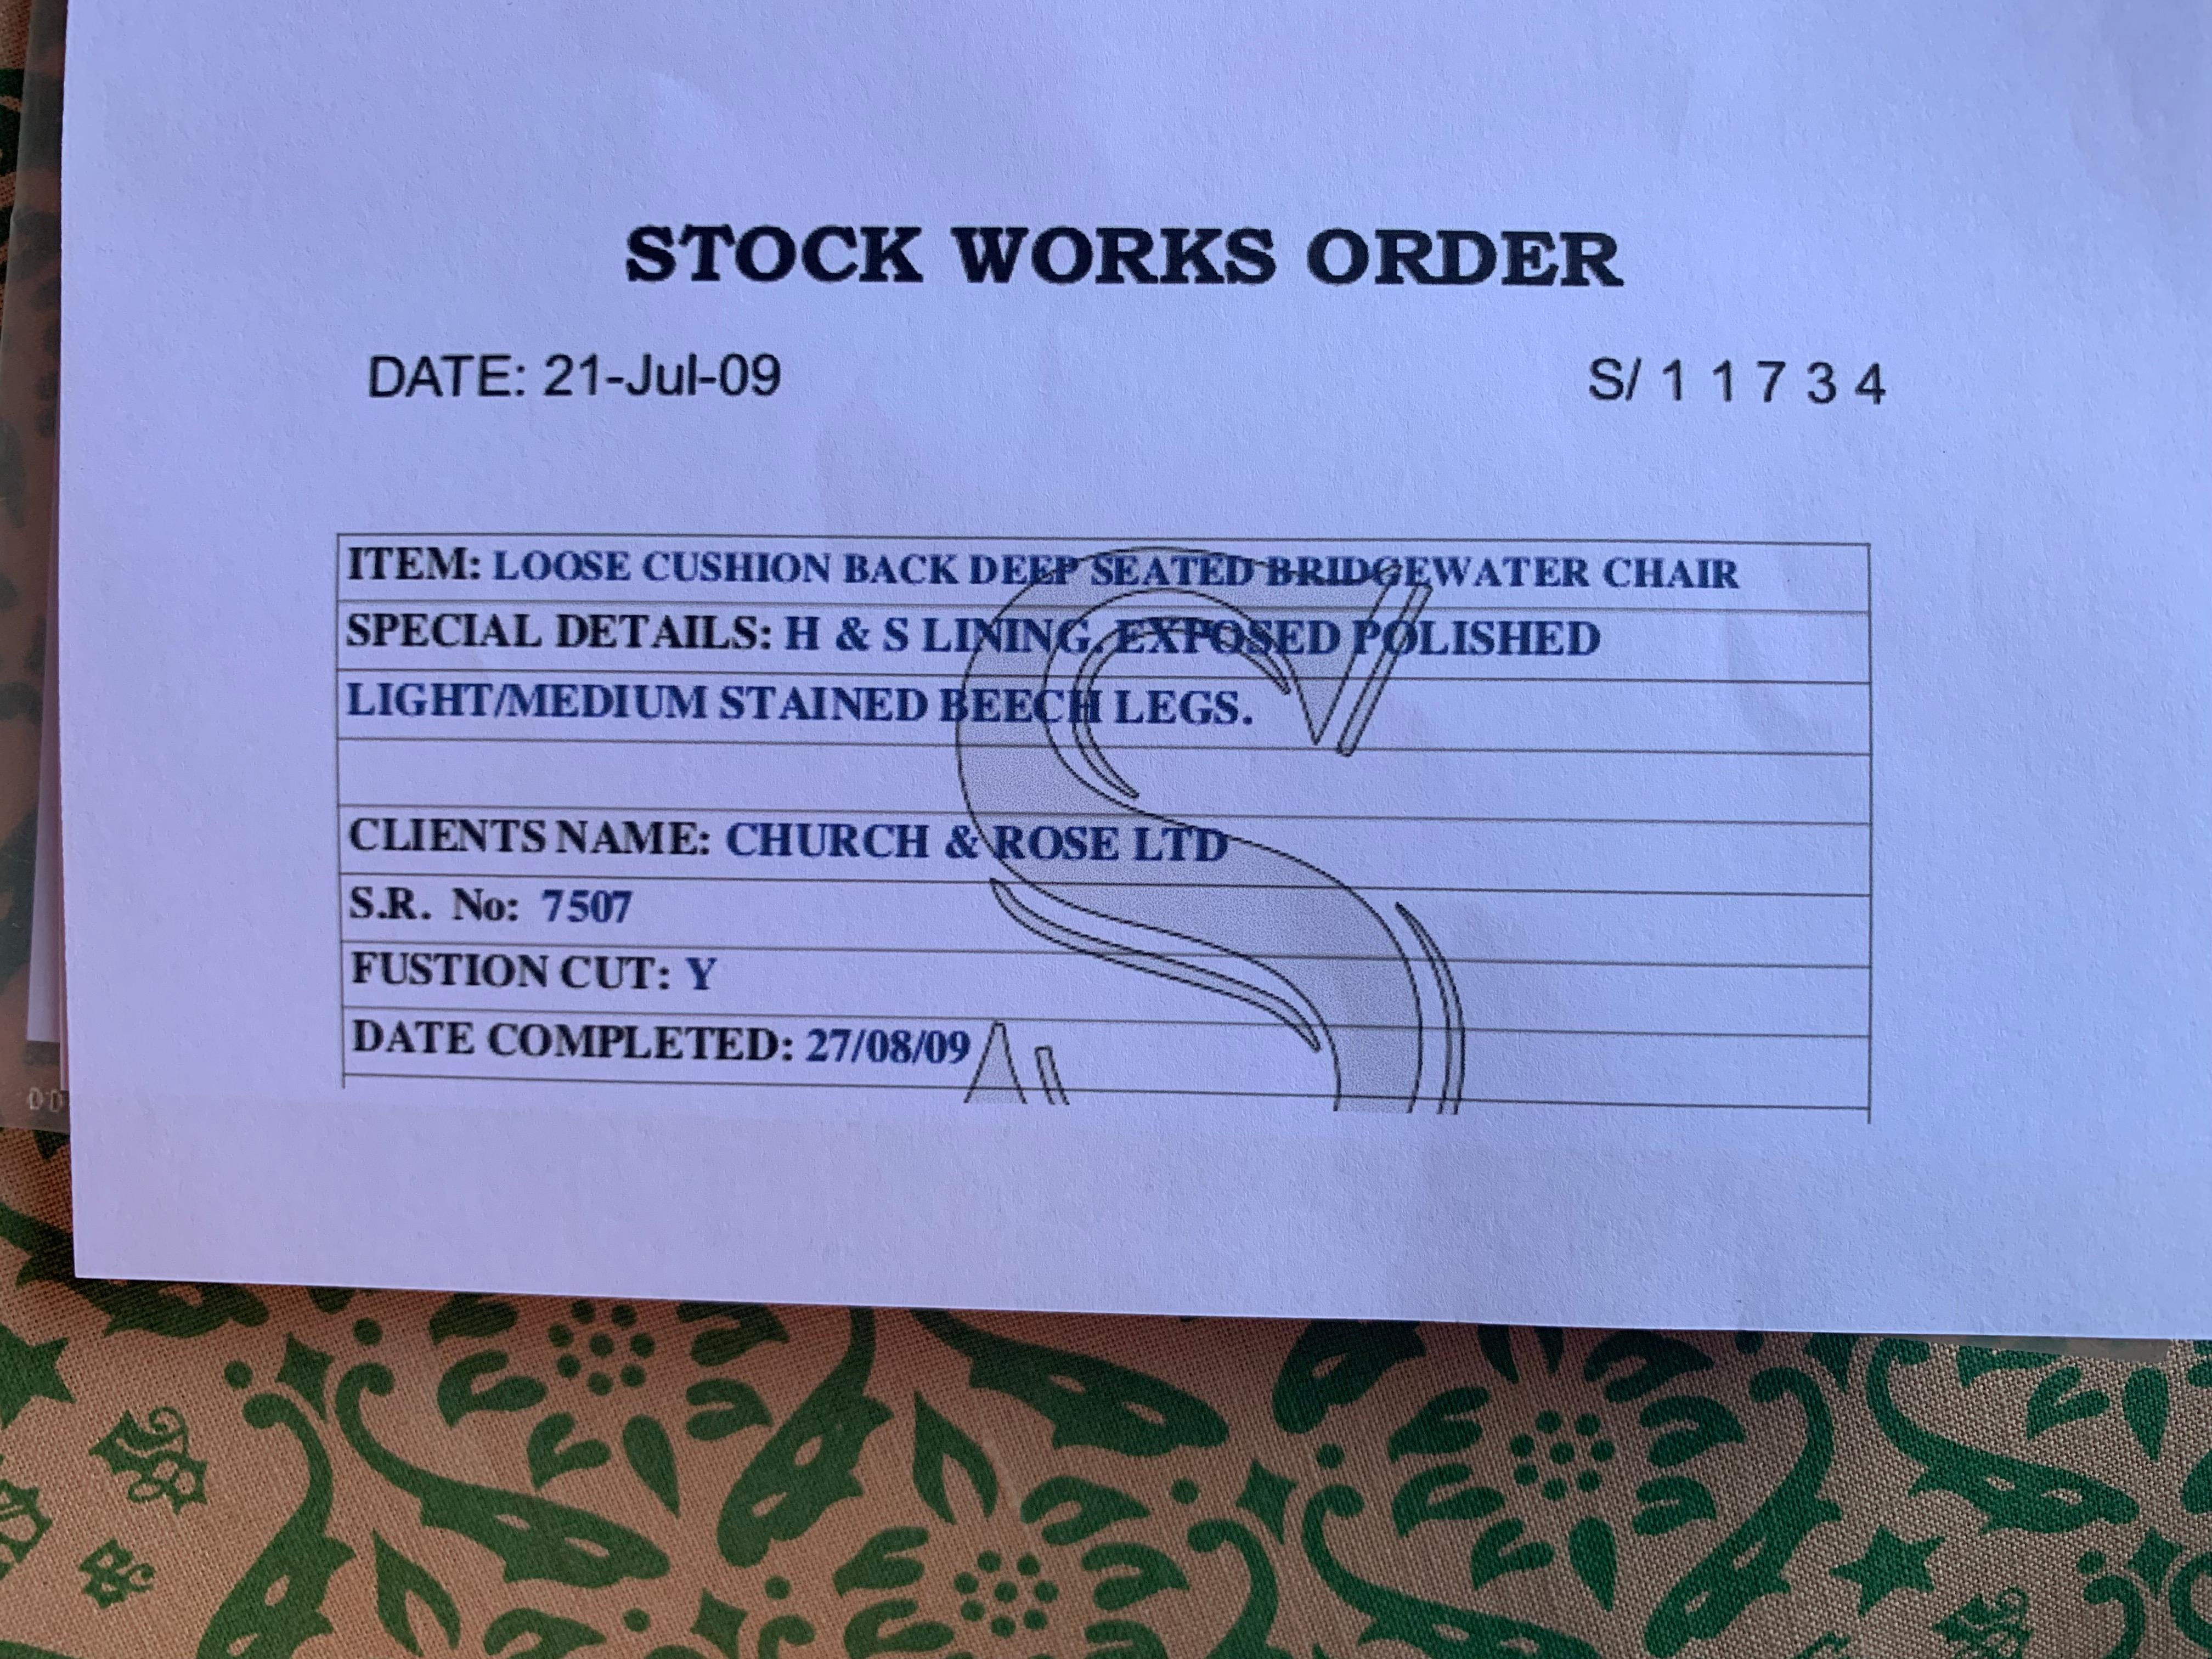 STOCK WORKS ORDER
DATE: 21-Jul-09 S/ 1 1 7 3 4
ITEM: LOOSE CUSHION BACK DEEP SEATED BRIDGEWATER CHAIR
SPECIAL DETAILS: H & S LINING. EXPOSED POLISHED
LIGHT/MEDIUM STAINED BEECH LEGS.
CLIENTS NAME: CHURCH & ROSE LTD
S.R. No: 7507
FUSTION CUT: Y
DATE COMPLETED: 27/08/09